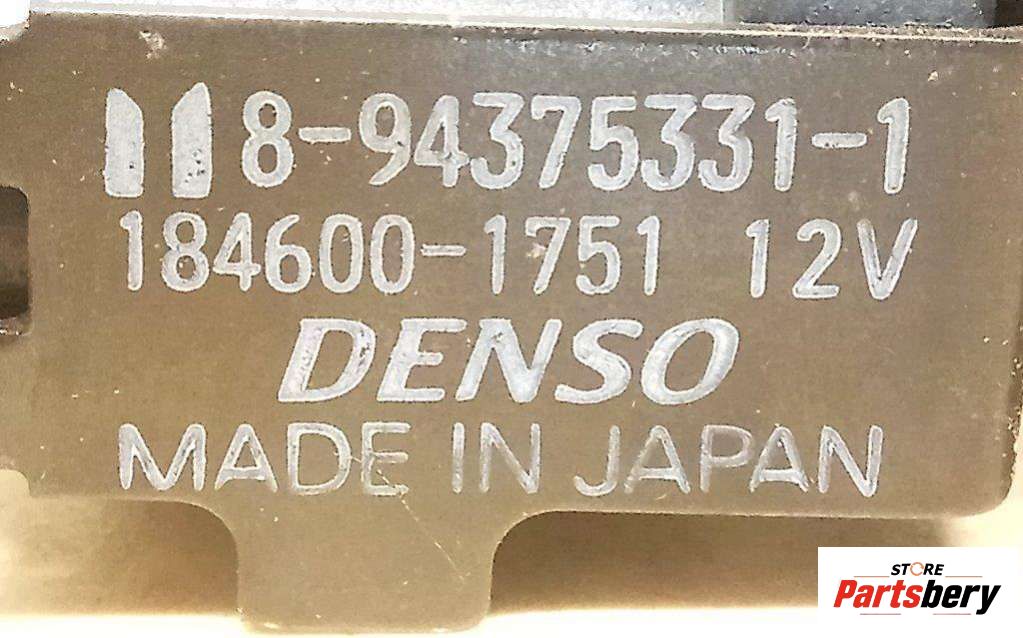 8-94375331-1
184600-1751 12V
DENSO
MADE IN JAPAN
STORE
Partsbery